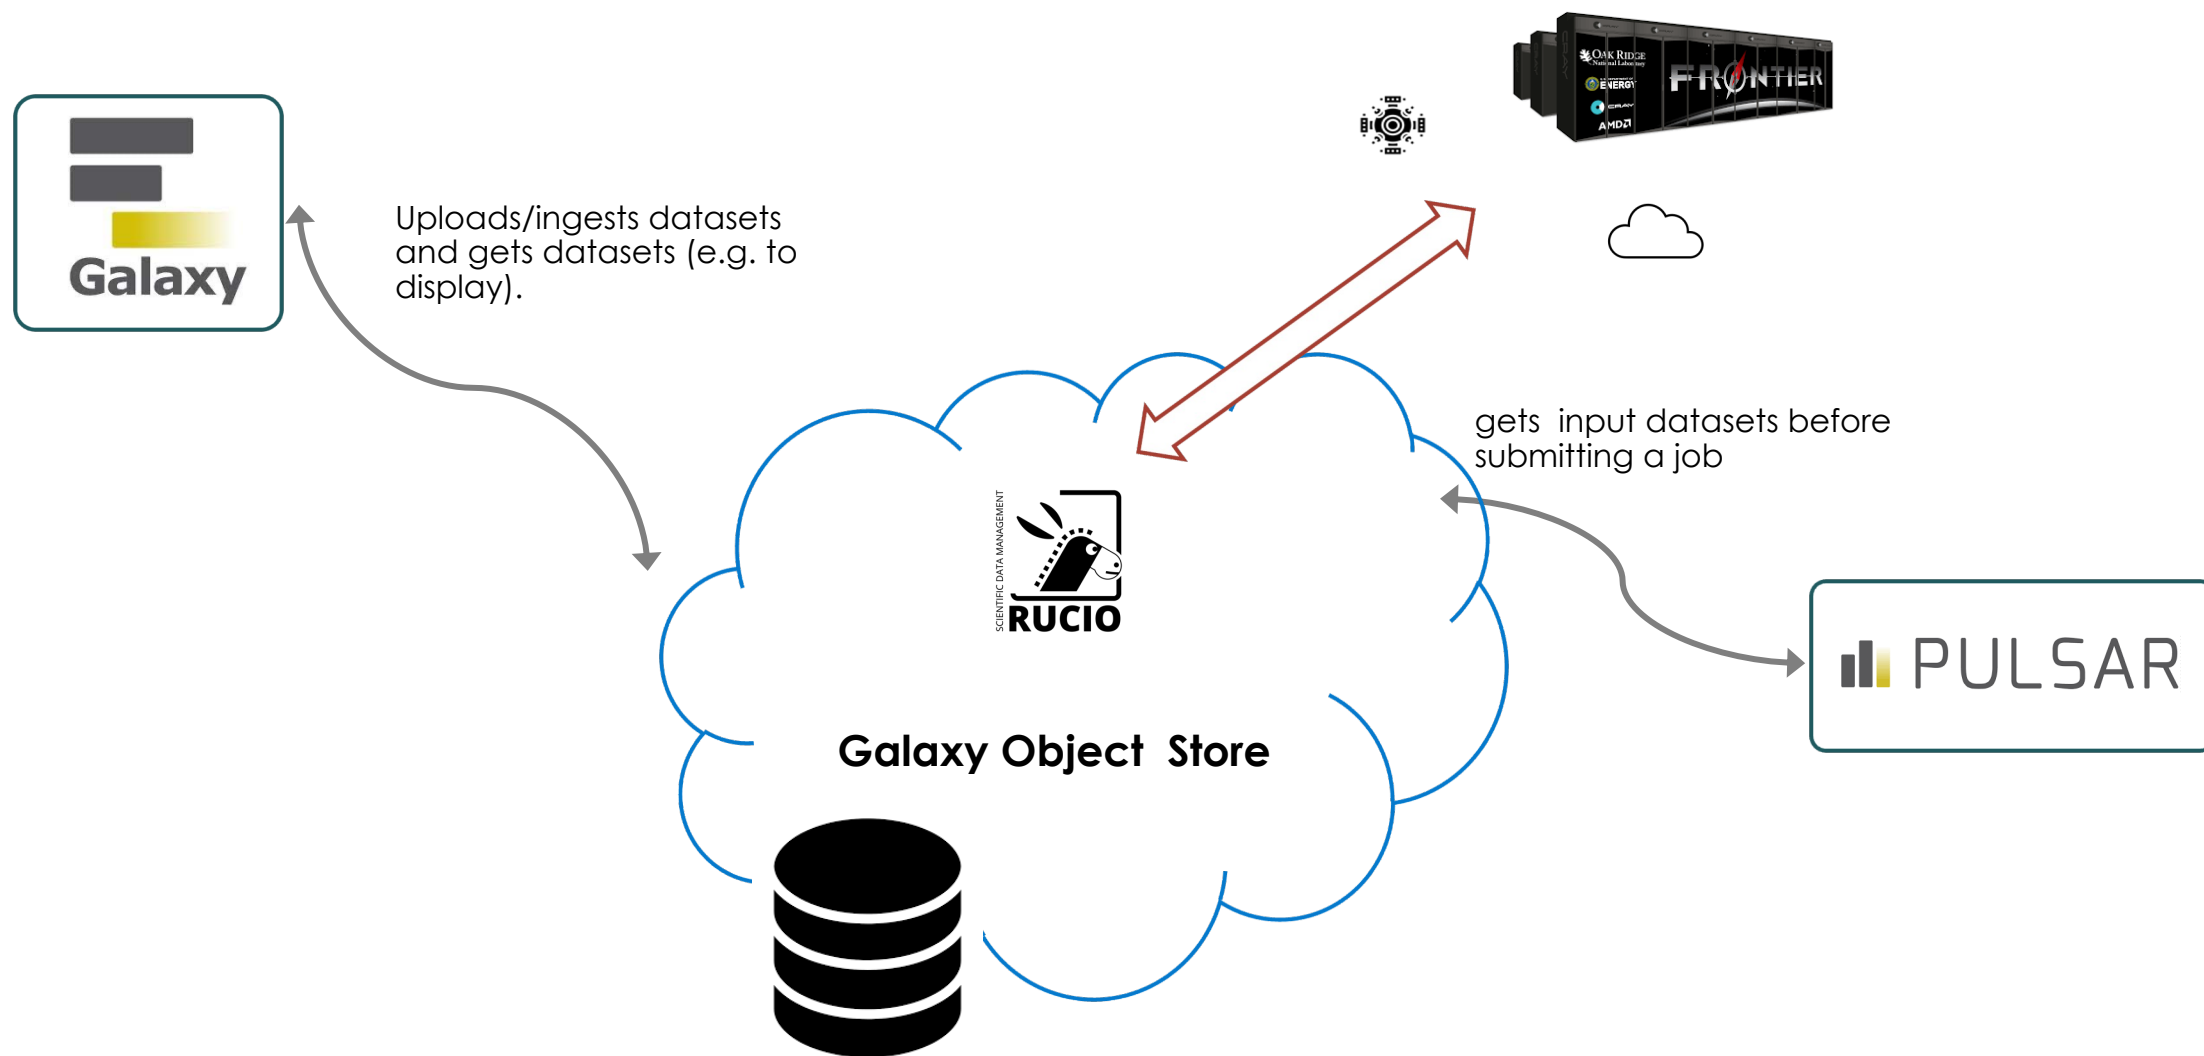 OAK RIDGE
National Laboratory
ENERGY
CRAY
AMD
FRONTIER
Galaxy
Uploads/ingests datasets
and gets datasets (e.g. to
display).
gets  input datasets before
submitting a job
SCIENTIFIC DATA MANAGEMENT
RUCIO
PULSAR
Galaxy Object  Store